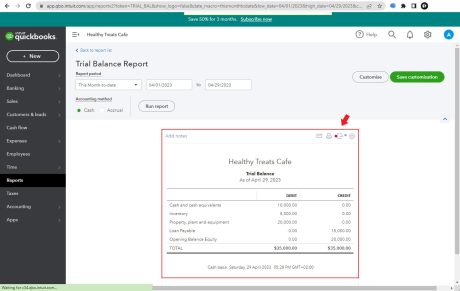 app.qbo.intuit.com/app/reportv2?token=TRIAL_BAL&show_logo=false&date_macro=thismonthtodate&low_date=04/01/2023&high_date=04/29/2023&c
Save 50% for 3 months. Subscribe now
intuit quickbooks
Healthy Treats Cafe
Help
A
+ New
Dashboard
Banking
Sales
Customers & leads
Cash flow
Expenses
Employees
Time
Reports
Taxes
Accounting
Apps
< Back to report list
Trial Balance Report
Report period
This Month-to-date
04/01/2023
to
04/29/2023
Customise
Save customisation
Accounting method
Cash
Accrual
Run report
Add notes
Healthy Treats Cafe
Trial Balance
As of April 29, 2023
DEBIT CREDIT
Cash and cash equivalents 10,000.00 0.00
Inventory 5,000.00 0.00
Property, plant and equipment 20,000.00 0.00
Loan Payable 0.00 15,000.00
Opening Balance Equity 0.00 20,000.00
TOTAL $35,000.00 $35,000.00
Cash basis Saturday, 29 April 2023 05:29 PM GMT+02:00
Waiting for c34.qbo.intuit.com...